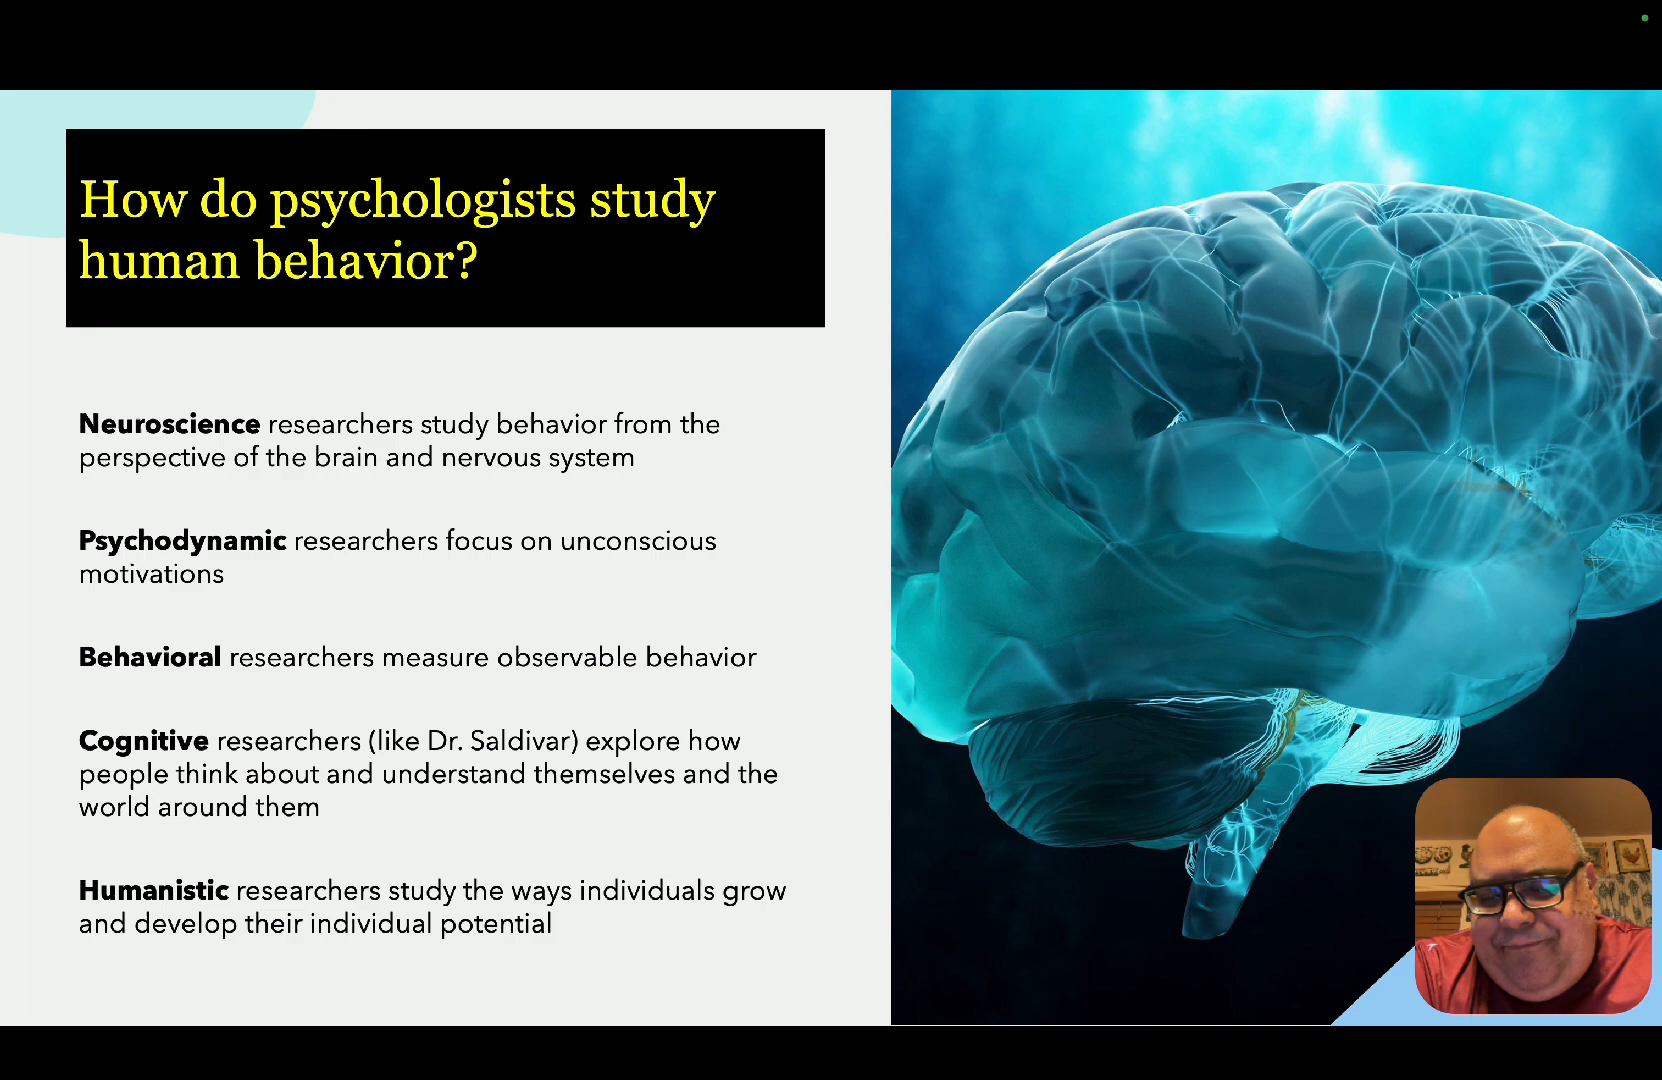 How do psychologists study
human behavior?
Neuroscience researchers study behavior from the
perspective of the brain and nervous system
Psychodynamic researchers focus on unconscious
motivations
Behavioral researchers measure observable behavior
Cognitive researchers (like Dr. Saldivar) explore how
people think about and understand themselves and the
world around them
Humanistic researchers study the ways individuals grow
and develop their individual potential